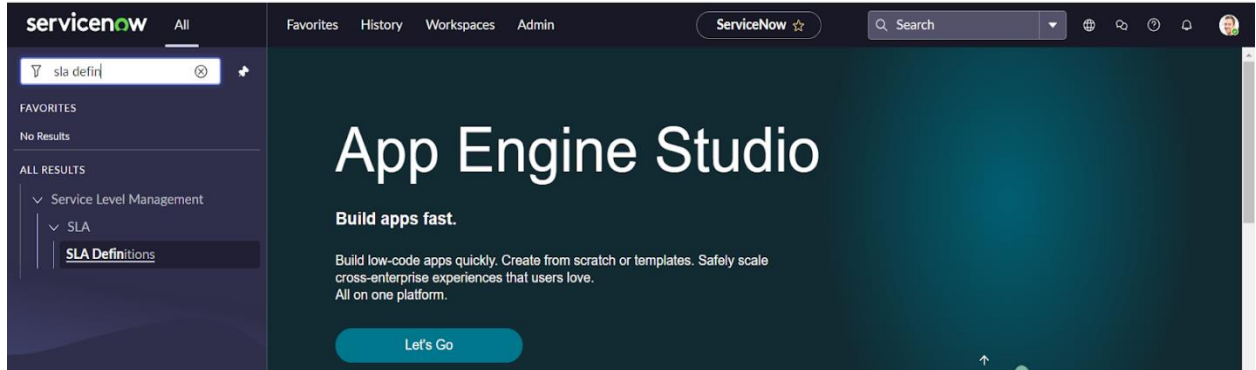 servicenow
All
Favorites
History
Workspaces
Admin
ServiceNow
Search
sla defin
FAVORITES
No Results
ALL RESULTS
Service Level Management
SLA
SLA Definitions
App Engine Studio
Build apps fast.
Build low-code apps quickly. Create from scratch or templates. Safely scale
cross-enterprise experiences that users love.
All on one platform.
Let's Go